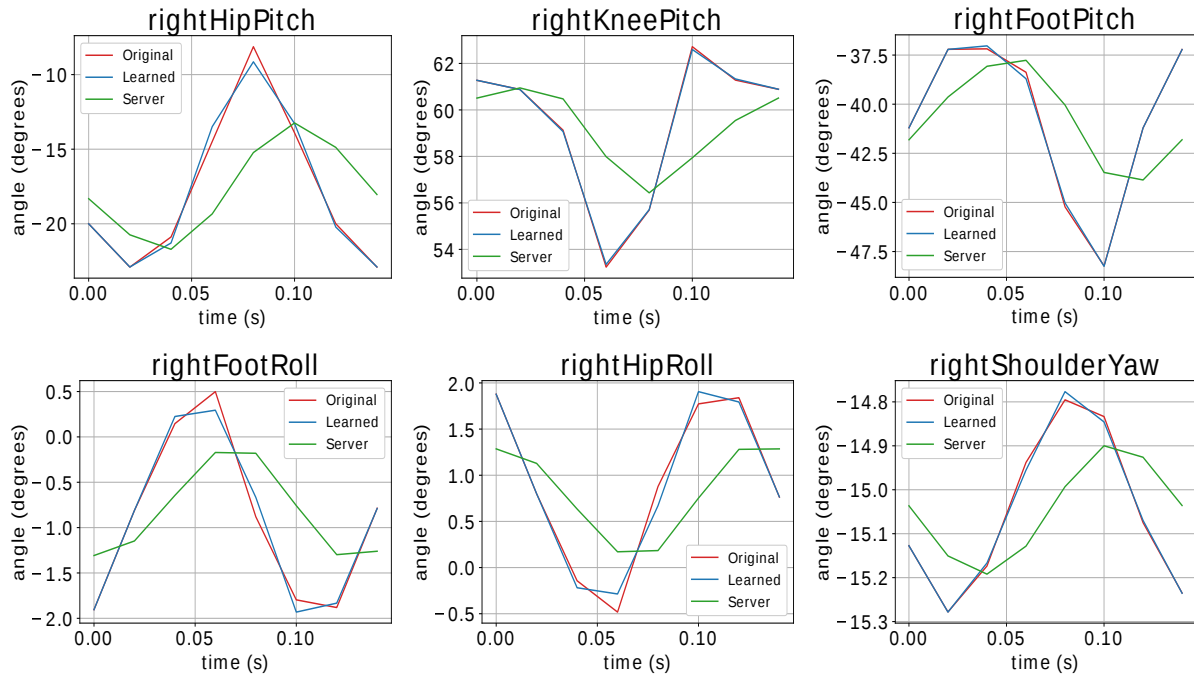 rightHipPitch
Original
Learned
Server
−10
−15
−20
angle (degrees)
0.00
0.05
0.10
time (s)
rightKneePitch
62
60
58
56
54
angle (degrees)
Original
Learned
Server
0.00
0.05
0.10
time (s)
rightFootPitch
−37.5
−40.0
−42.5
−45.0
−47.5
angle (degrees)
Original
Learned
Server
0.00
0.05
0.10
time (s)
rightFootRoll
Original
Learned
Server
0.5
0.0
−0.5
−1.0
−1.5
−2.0
angle (degrees)
0.00
0.05
0.10
time (s)
rightHipRoll
2.0
1.5
1.0
0.5
0.0
−0.5
angle (degrees)
Original
Learned
Server
0.00
0.05
0.10
time (s)
rightShoulderYaw
Original
Learned
Server
−14.8
−14.9
−15.0
−15.1
−15.2
−15.3
angle (degrees)
0.00
0.05
0.10
time (s)